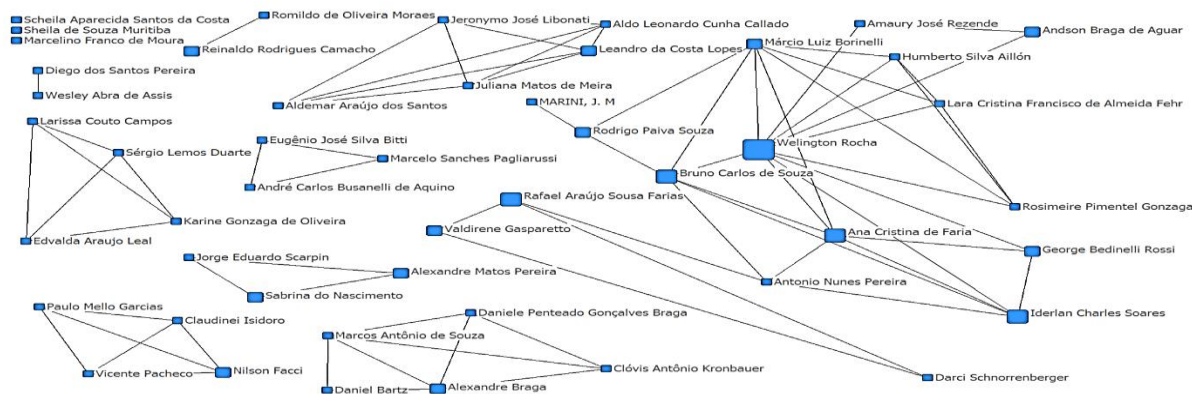 Scheila Aparecida Santos da Costa
Sheila de Souza Muritiba
Marcelino Franco de Moura
Romildo de Oliveira Moraes
Reinaldo Rodrigues Camacho
Jeronymo José Libonati
Aldo Leonardo Cunha Callado
Leandro da Costa Lopes
Juliana Matos de Meira
Aldemar Araújo dos Santos
Amaury José Rezende
Andson Braga de Aguar
Márcio Luiz Borinelli
Humberto Silva Aillón
Lara Cristina Francisco de Almeida Fehr
MARINI, J. M
Rodrigo Paiva Souza
Welington Rocha
Bruno Carlos de Souza
Rosimeire Pimentel Gonzaga
Diego dos Santos Pereira
Wesley Abra de Assis
Larissa Couto Campos
Sérgio Lemos Duarte
Karine Gonzaga de Oliveira
Edvalda Araujo Leal
Eugênio José Silva Bitti
Marcelo Sanches Pagliarussi
André Carlos Busanelli de Aquino
Rafael Araújo Sousa Farias
Valdirene Gasparetto
Ana Cristina de Faria
George Bedinelli Rossi
Antonio Nunes Pereira
Iderlan Charles Soares
Jorge Eduardo Scarpin
Alexandre Matos Pereira
Sabrina do Nascimento
Paulo Mello Garcias
Claudinei Isidoro
Vicente Pacheco
Nilson Facci
Daniele Penteado Gonçalves Braga
Marcos Antônio de Souza
Clóvis Antônio Kronbauer
Daniel Bartz
Alexandre Braga
Darci Schnorrenberger